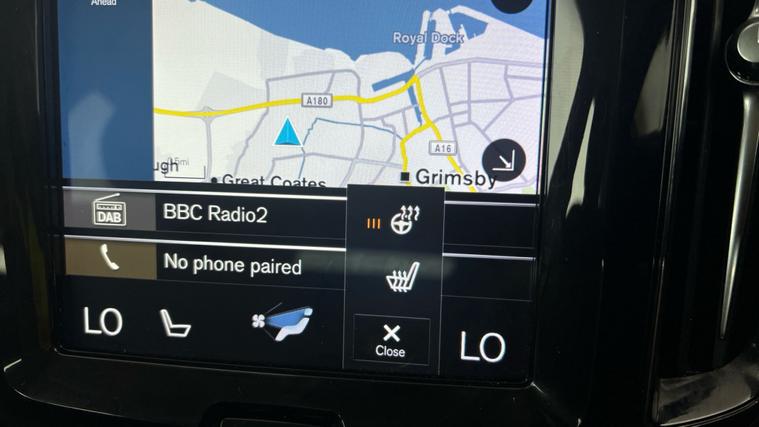 Ahead
Royal Dock
A180
A16
Great Coates
Grimsby
DAB
BBC Radio2
No phone paired
LO
Close
LO